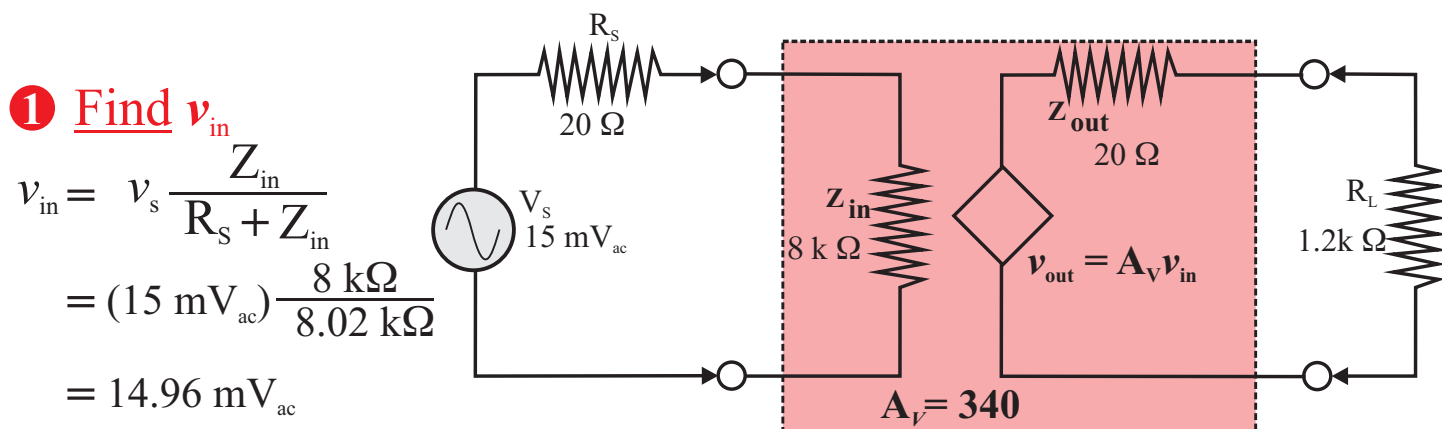 ❶ Find v_in
v_in = v_s Z_in / (R_S + Z_in)
= (15 mV_ac) 8 kΩ / 8.02 kΩ
= 14.96 mV_ac
R_S
20 Ω
V_S
15 mV_ac
Z_in
8 k Ω
Z_out
20 Ω
v_out = A_V v_in
A_V = 340
R_L
1.2k Ω